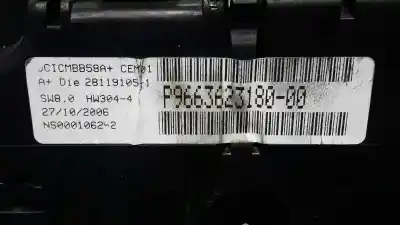 JCICMBB58A+ CEM01
A+ Die 28119105-1
SW8.0 HW304-4
27/10/2006
NS0001062-2
P9663623180-00